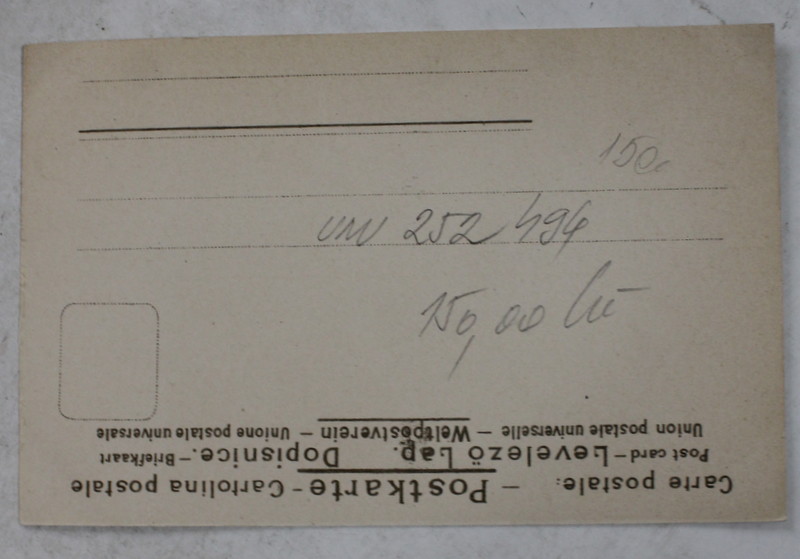 Carte postale. — Postkarte – Cartolina postale
Post card – Levelező Lap. Dopisnice. – Briefkaart
Union postale universelle — Weltpostverein — Unione postale universale
150,00 Kč
252 494
150,-